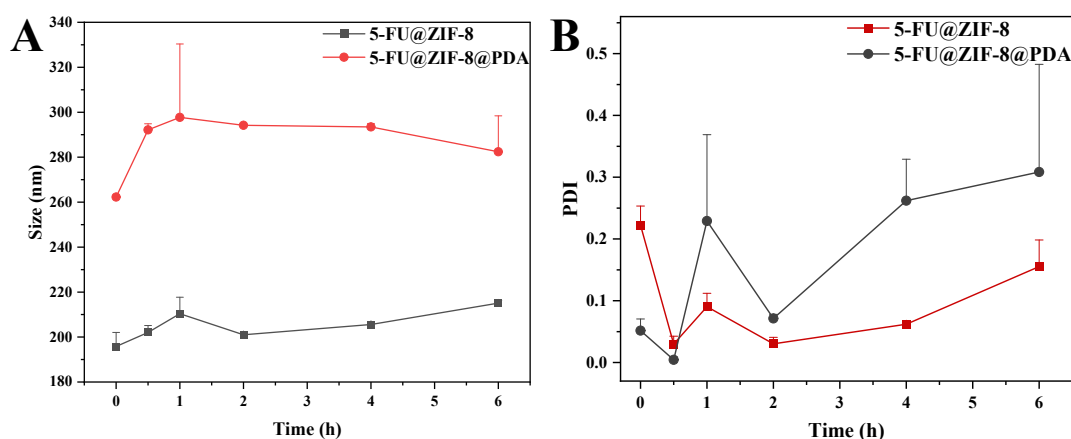 A
5-FU@ZIF-8
5-FU@ZIF-8@PDA
Size (nm)
340
320
300
280
260
240
220
200
180
0 1 2 3 4 5 6
Time (h)
B
5-FU@ZIF-8
5-FU@ZIF-8@PDA
PDI
0.5
0.4
0.3
0.2
0.1
0.0
0 1 2 3 4 5 6
Time (h)